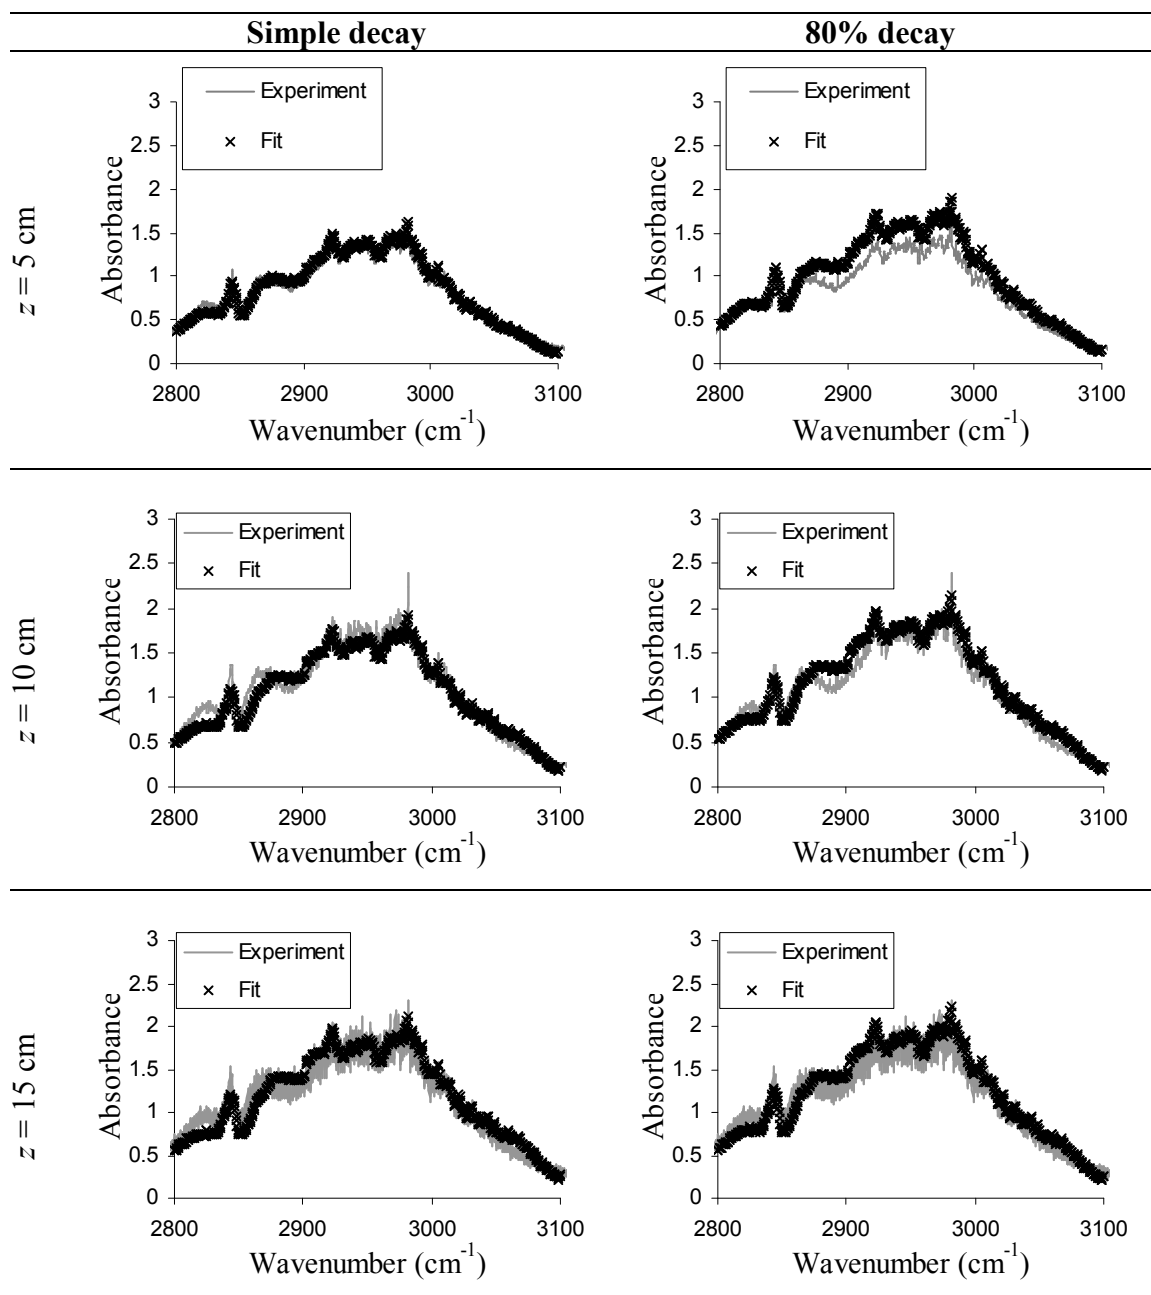 Simple decay 80% decay
z = 5 cm
Absorbance
3
2.5
2
1.5
1
0.5
0
Experiment
× Fit
2800 2900 3000 3100
Wavenumber (cm-1)
Absorbance
3
2.5
2
1.5
1
0.5
0
Experiment
× Fit
2800 2900 3000 3100
Wavenumber (cm-1)
z = 10 cm
Absorbance
3
2.5
2
1.5
1
0.5
0
Experiment
× Fit
2800 2900 3000 3100
Wavenumber (cm-1)
Absorbance
3
2.5
2
1.5
1
0.5
0
Experiment
× Fit
2800 2900 3000 3100
Wavenumber (cm-1)
z = 15 cm
Absorbance
3
2.5
2
1.5
1
0.5
0
Experiment
× Fit
2800 2900 3000 3100
Wavenumber (cm-1)
Absorbance
3
2.5
2
1.5
1
0.5
0
Experiment
× Fit
2800 2900 3000 3100
Wavenumber (cm-1)